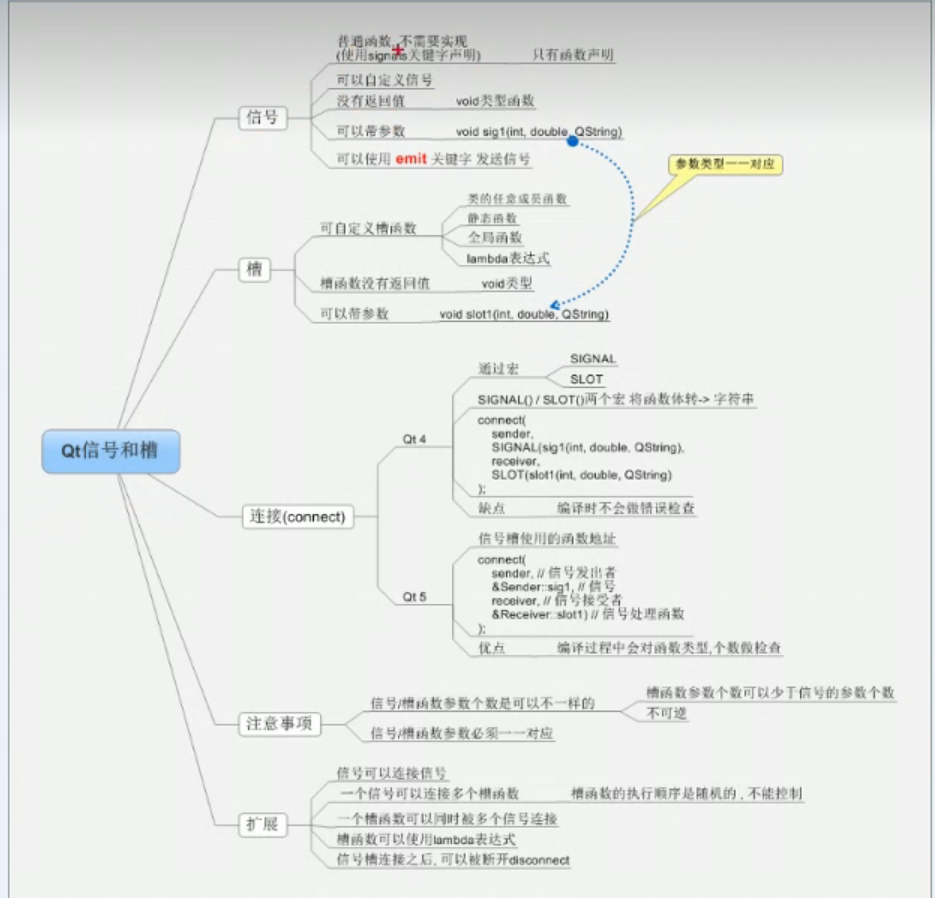 普通函数, 不需要实现
(使用signals关键字声明)
只有函数声明
可以自定义信号
没有返回值
void类型函数
信号
可以带参数
void sig1(int, double, QString)
可以使用 emit 关键字 发送信号
参数类型一一对应
类的任意成员函数
静态函数
可自定义槽函数
全局函数
lambda表达式
槽
槽函数没有返回值
void类型
可以带参数
void slot1(int, double, QString)
Qt信号和槽
通过宏
SIGNAL
SLOT
SIGNAL() / SLOT()两个宏 将函数体转-> 字符串
Qt 4
connect(
sender,
SIGNAL(sig1(int, double, QString),
receiver,
SLOT(slot1(int, double, QString)
);
缺点
编译时不会做错误检查
连接(connect)
信号槽使用的函数地址
Qt 5
connect(
sender, // 信号发出者
&Sender::sig1, // 信号
receiver, // 信号接受者
&Receiver::slot1) // 信号处理函数
);
优点
编译过程中会对函数类型,个数做检查
注意事项
信号/槽函数参数个数是可以不一样的
槽函数参数个数可以少于信号的参数个数
不可逆
信号/槽函数参数必须一一对应
扩展
信号可以连接信号
一个信号可以连接多个槽函数
槽函数的执行顺序是随机的 , 不能控制
一个槽函数可以同时被多个信号连接
槽函数可以使用lambda表达式
信号槽连接之后, 可以被断开disconnect